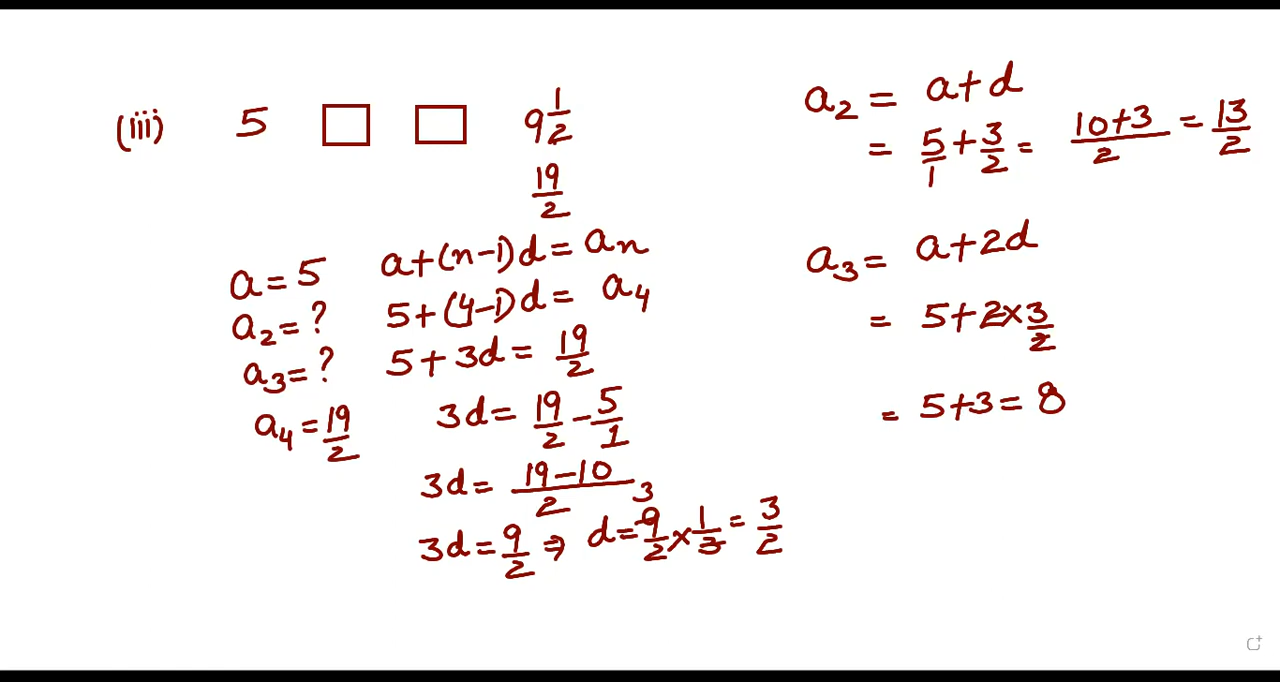 (iii) 5 □ □ 9 1/2
19/2
a = 5
a₂ = ?
a₃ = ?
a₄ = 19/2
a+(n-1)d = an
5+(4-1)d = a₄
5 + 3d = 19/2
3d = 19/2 - 5/1
3d = (19-10)/2
3d = 9/2 ⇒ d = 9/2 × 1/3 = 3/2
3
a₂ = a+d
= 5/1 + 3/2 = (10+3)/2 = 13/2
a₃ = a+2d
= 5+2×3/2
= 5+3 = 8